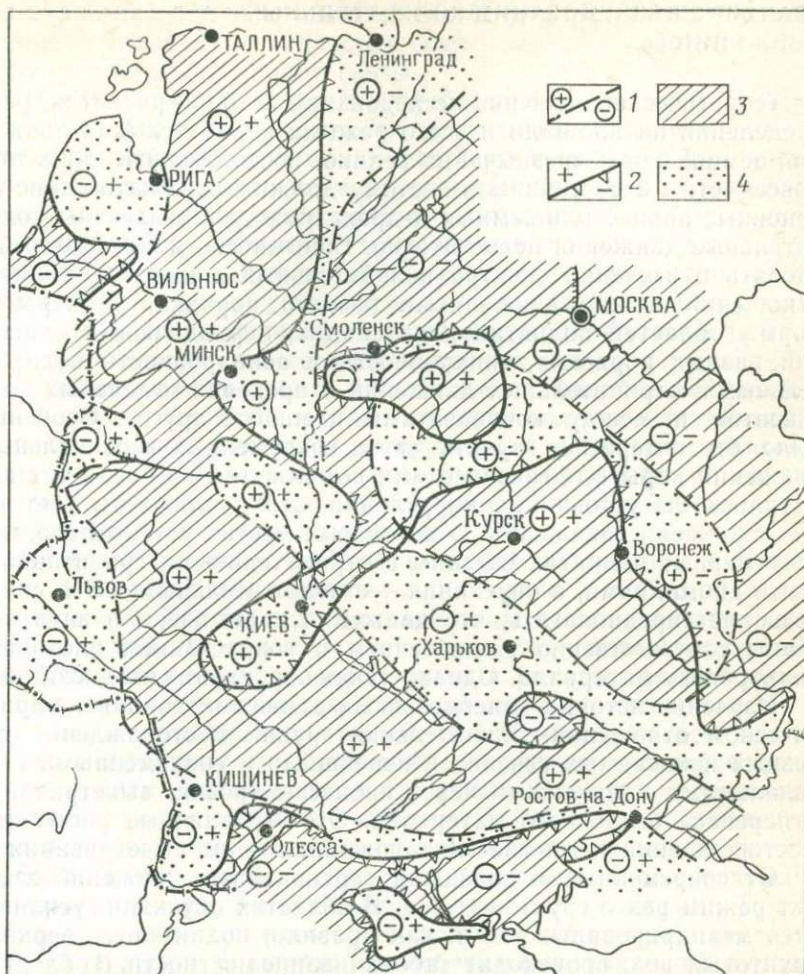 ТАЛЛИН
Ленинград
1
3
2
4
РИГА
ВИЛЬНЮС
МОСКВА
Смоленск
МИНСК
Курск
Воронеж
Львов
КИЕВ
Харьков
КИШИНЕВ
Ростов-на-Дону
Одесса